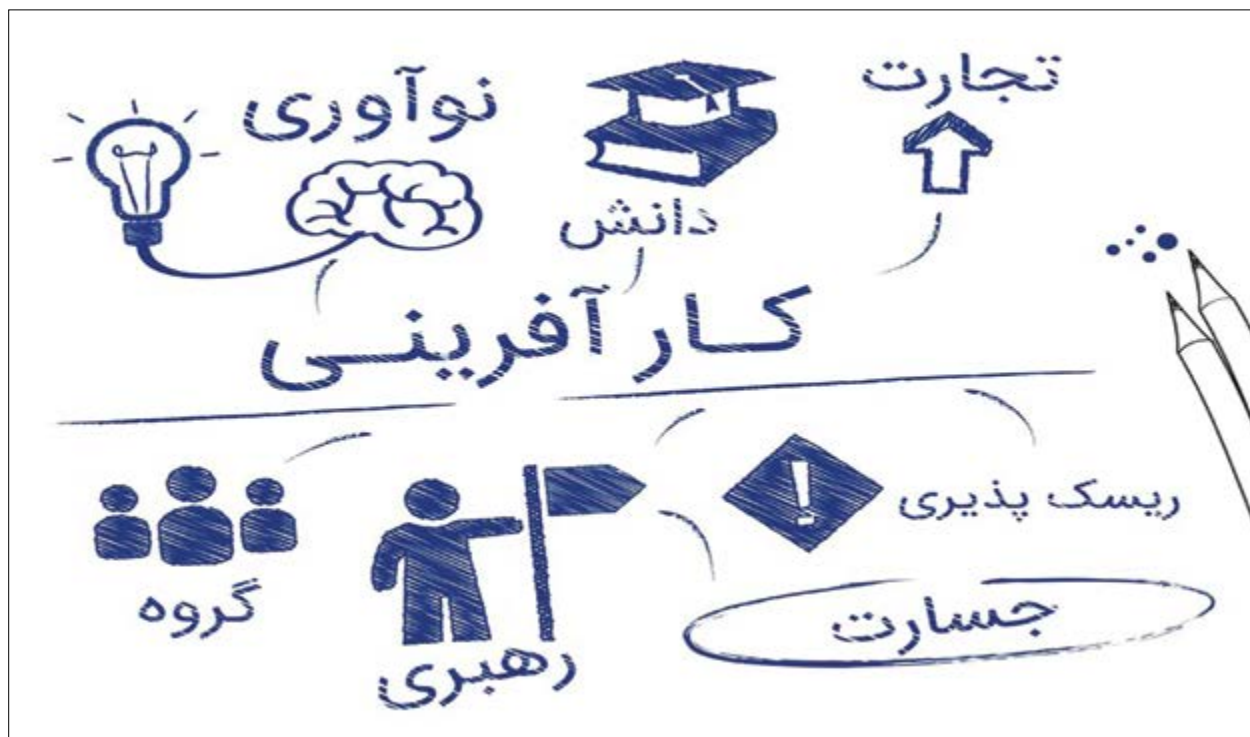 تجارت
نوآوری
دانش
کارآفرینی
ریسک پذیری
جسارت
گروه
رهبری